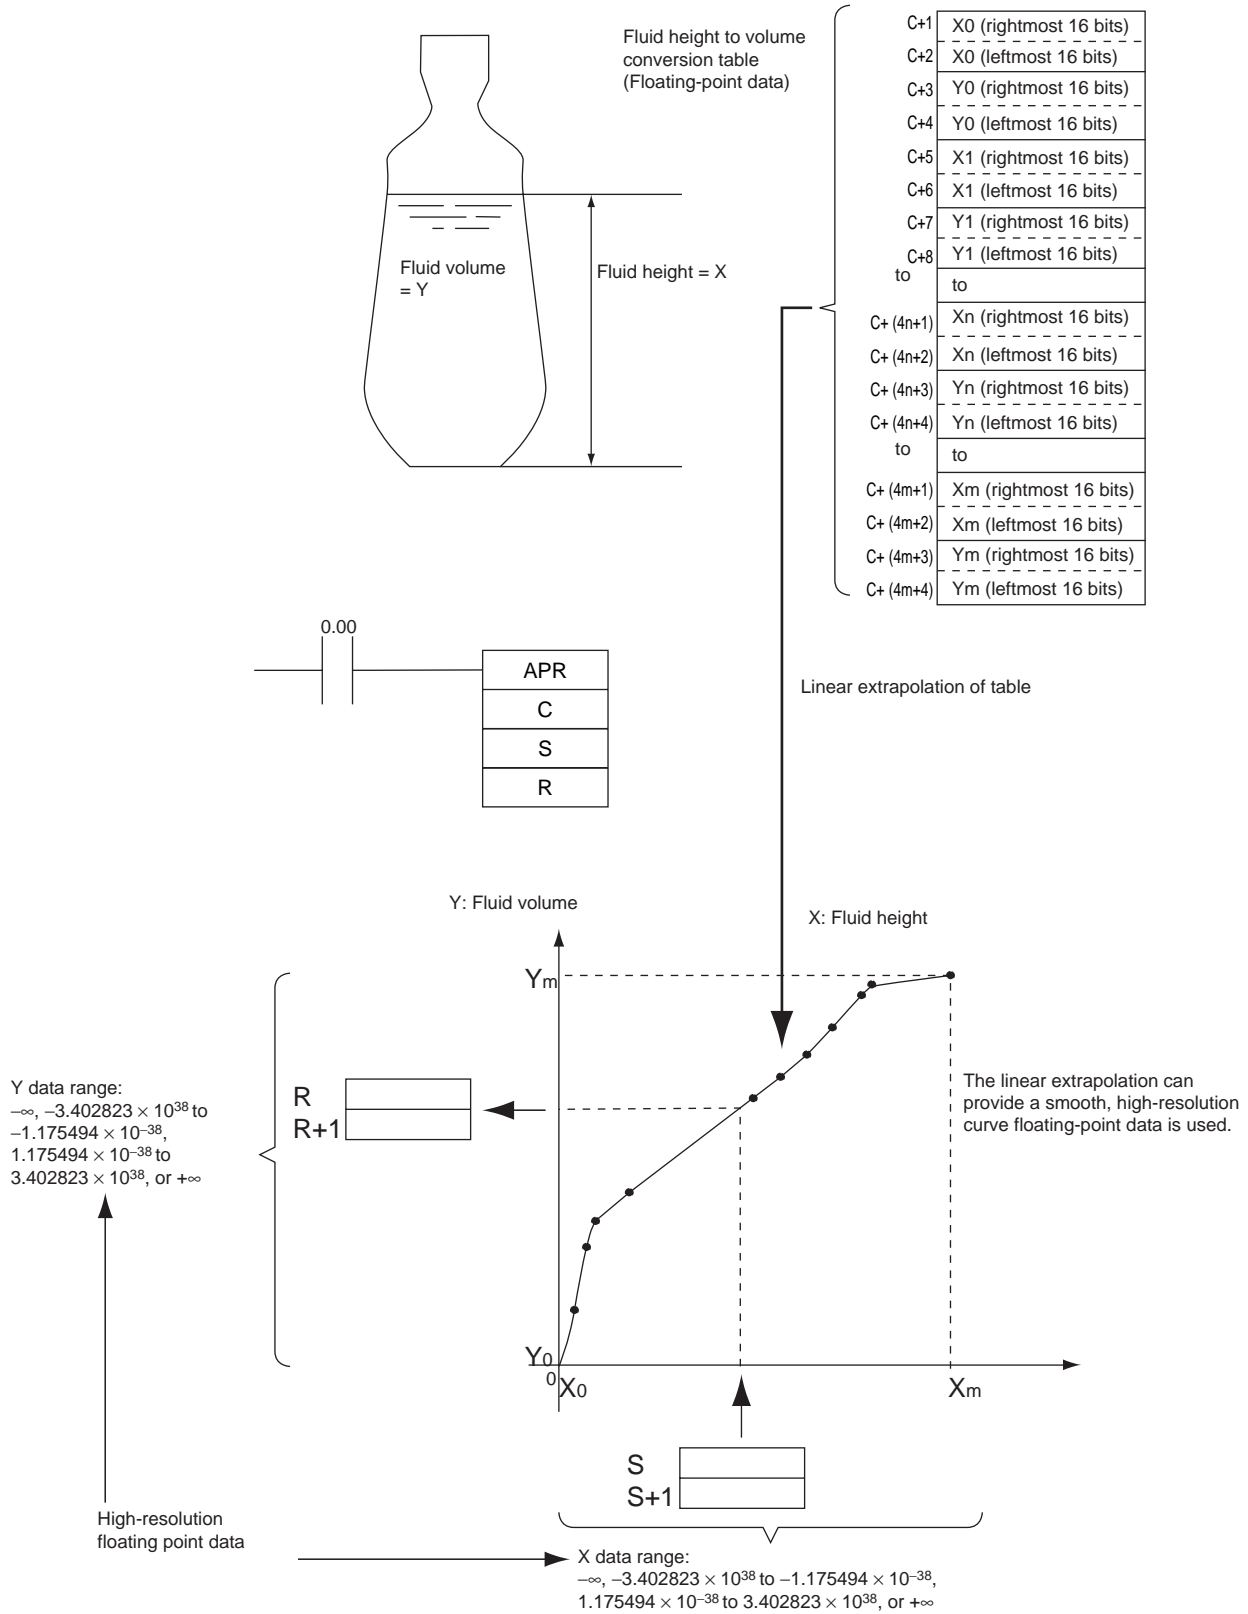 Fluid height to volume
conversion table
(Floating-point data)
C+1 X0 (rightmost 16 bits)
C+2 X0 (leftmost 16 bits)
C+3 Y0 (rightmost 16 bits)
C+4 Y0 (leftmost 16 bits)
C+5 X1 (rightmost 16 bits)
C+6 X1 (leftmost 16 bits)
C+7 Y1 (rightmost 16 bits)
C+8 Y1 (leftmost 16 bits)
to to
C+ (4n+1) Xn (rightmost 16 bits)
C+ (4n+2) Xn (leftmost 16 bits)
C+ (4n+3) Yn (rightmost 16 bits)
C+ (4n+4) Yn (leftmost 16 bits)
to to
C+ (4m+1) Xm (rightmost 16 bits)
C+ (4m+2) Xm (leftmost 16 bits)
C+ (4m+3) Ym (rightmost 16 bits)
C+ (4m+4) Ym (leftmost 16 bits)
Fluid volume
= Y
Fluid height = X
0.00
APR
C
S
R
Linear extrapolation of table
Y: Fluid volume
X: Fluid height
Ym
Y data range:
−∞, −3.402823 × 10³⁸ to
−1.175494 × 10⁻³⁸,
1.175494 × 10⁻³⁸ to
3.402823 × 10³⁸, or +∞
R
R+1
The linear extrapolation can
provide a smooth, high-resolution
curve floating-point data is used.
Y0
0
X0
Xm
S
S+1
High-resolution
floating point data
X data range:
−∞, −3.402823 × 10³⁸ to −1.175494 × 10⁻³⁸,
1.175494 × 10⁻³⁸ to 3.402823 × 10³⁸, or +∞